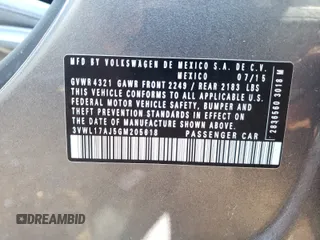 MFD BY VOLKSWAGEN DE MEXICO S.A. DE C.V.
MEXICO 07/15
GVWR4321 GAWR FRONT 2249 / REAR 2183 LBS
THIS VEHICLE CONFORMS TO ALL APPLICABLE U.S.
FEDERAL MOTOR VEHICLE SAFETY, BUMPER AND
THEFT PREVENTION STANDARDS IN EFFECT ON
THE DATE OF MANUFACTURE SHOWN ABOVE.
3VWL17AJ5GM205018 PASSENGER CAR
2836660 3018 M
DREAMBID